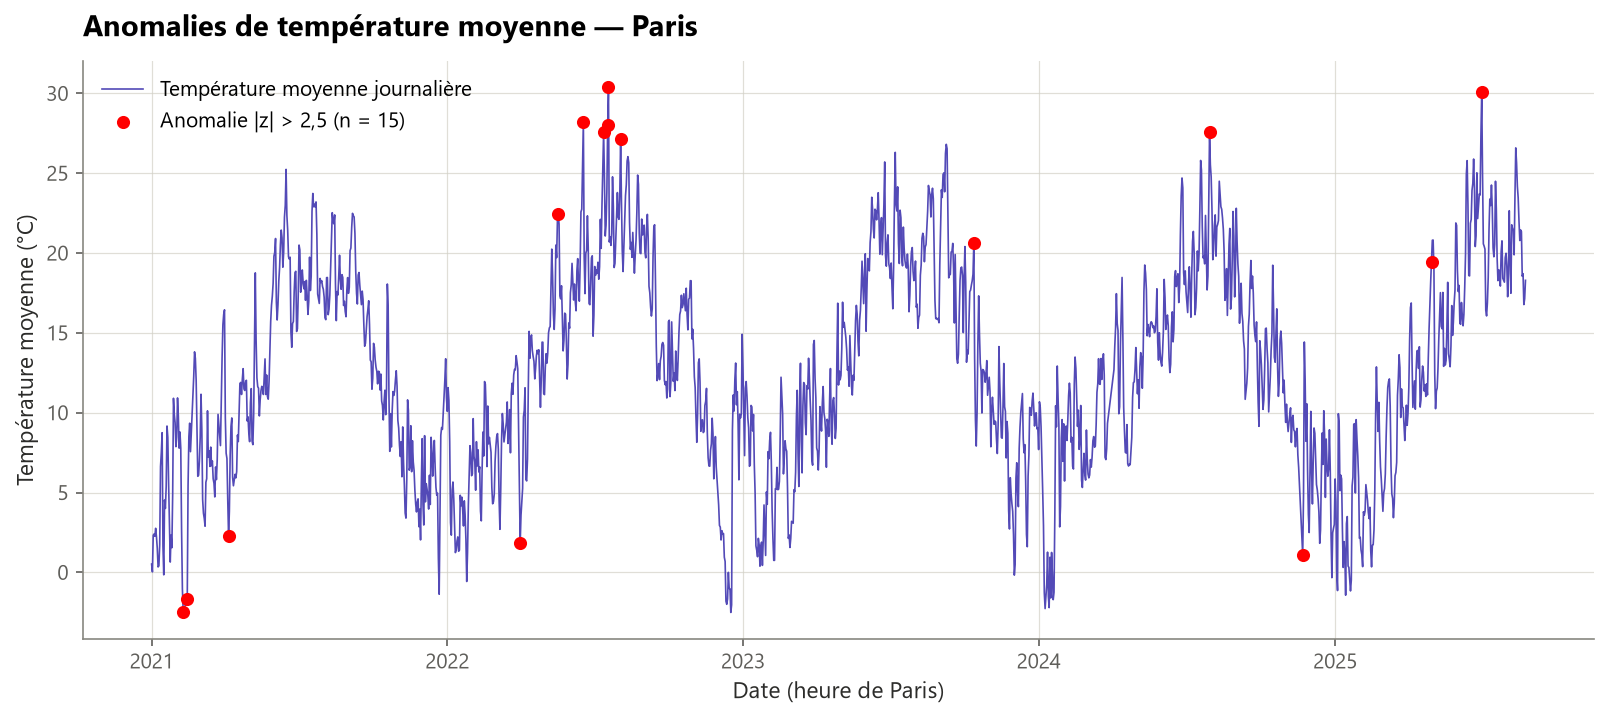 Anomalies de température moyenne — Paris
Température moyenne journalière
Anomalie |z| > 2,5 (n = 15)
Température moyenne (°C)
30
25
20
15
10
5
0
2021
2022
2023
2024
2025
Date (heure de Paris)